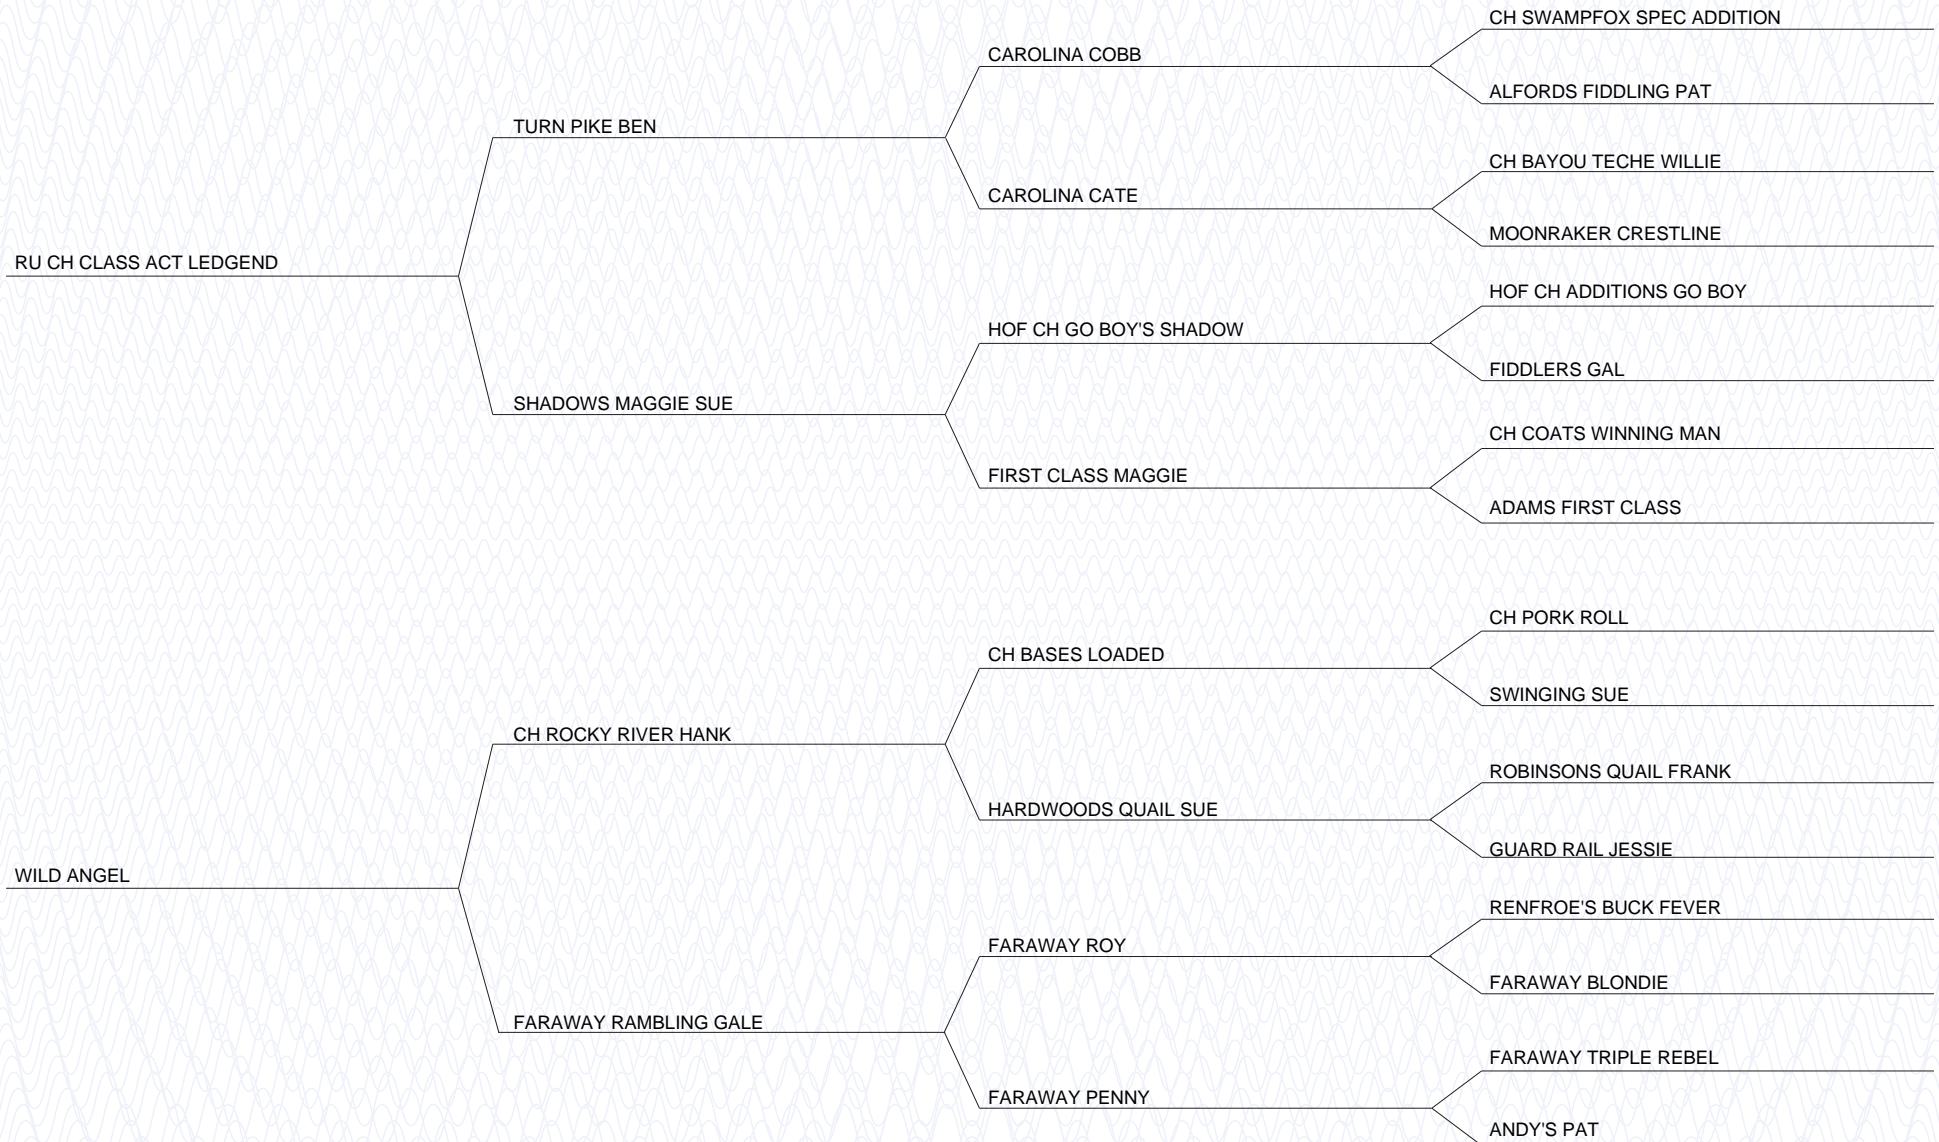 CH SWAMPFOX SPEC ADDITION
CAROLINA COBB
ALFORDS FIDDLING PAT
TURN PIKE BEN
CH BAYOU TECHE WILLIE
CAROLINA CATE
MOONRAKER CRESTLINE
RU CH CLASS ACT LEDGEND
HOF CH ADDITIONS GO BOY
HOF CH GO BOY'S SHADOW
FIDDLERS GAL
SHADOWS MAGGIE SUE
CH COATS WINNING MAN
FIRST CLASS MAGGIE
ADAMS FIRST CLASS
CH PORK ROLL
CH BASES LOADED
SWINGING SUE
CH ROCKY RIVER HANK
ROBINSONS QUAIL FRANK
HARDWOODS QUAIL SUE
GUARD RAIL JESSIE
WILD ANGEL
RENFROE'S BUCK FEVER
FARAWAY ROY
FARAWAY BLONDIE
FARAWAY RAMBLING GALE
FARAWAY TRIPLE REBEL
FARAWAY PENNY
ANDY'S PAT